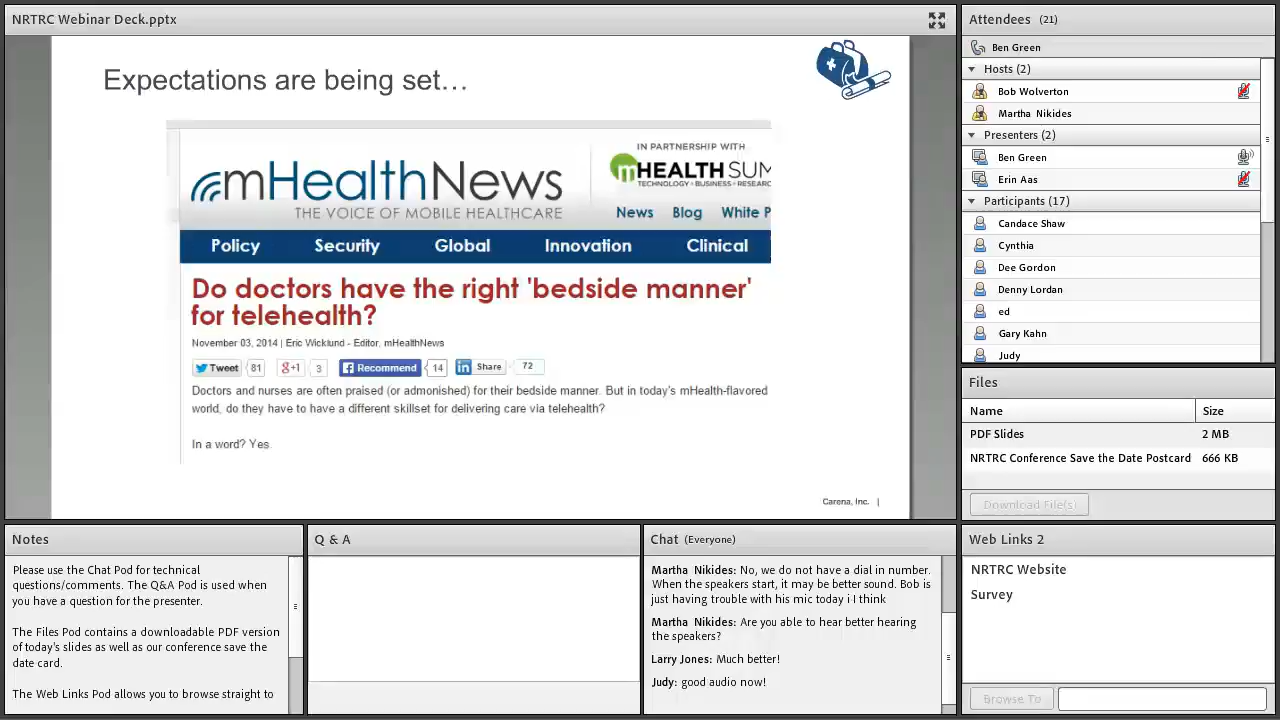 NRTRC Webinar Deck.pptx
Expectations are being set...
mHealthNews
THE VOICE OF MOBILE HEALTHCARE
IN PARTNERSHIP WITH
mHEALTH SUM
TECHNOLOGY • BUSINESS • RESEARC
News Blog White P
Policy Security Global Innovation Clinical
Do doctors have the right 'bedside manner'
for telehealth?
November 03, 2014 | Eric Wicklund - Editor, mHealthNews
Tweet 81 g+1 3 Recommend 14 Share 72
Doctors and nurses are often praised (or admonished) for their bedside manner. But in today's mHealth-flavored
world, do they have to have a different skillset for delivering care via telehealth?
In a word? Yes.
Carena, Inc. |
Attendees (21)
Ben Green
Hosts (2)
Bob Wolverton
Martha Nikides
Presenters (2)
Ben Green
Erin Aas
Participants (17)
Candace Shaw
Cynthia
Dee Gordon
Denny Lordan
ed
Gary Kahn
Judy
Files
Name Size
PDF Slides 2 MB
NRTRC Conference Save the Date Postcard 666 KB
Download File(s)
Notes
Please use the Chat Pod for technical
questions/comments. The Q&A Pod is used when
you have a question for the presenter.
The Files Pod contains a downloadable PDF version
of today's slides as well as our conference save the
date card.
The Web Links Pod allows you to browse straight to
Q & A
Chat (Everyone)
Martha Nikides: No, we do not have a dial in number.
When the speakers start, it may be better sound. Bob is
just having trouble with his mic today i I think
Martha Nikides: Are you able to hear better hearing
the speakers?
Larry Jones: Much better!
Judy: good audio now!
Web Links 2
NRTRC Website
Survey
Browse To